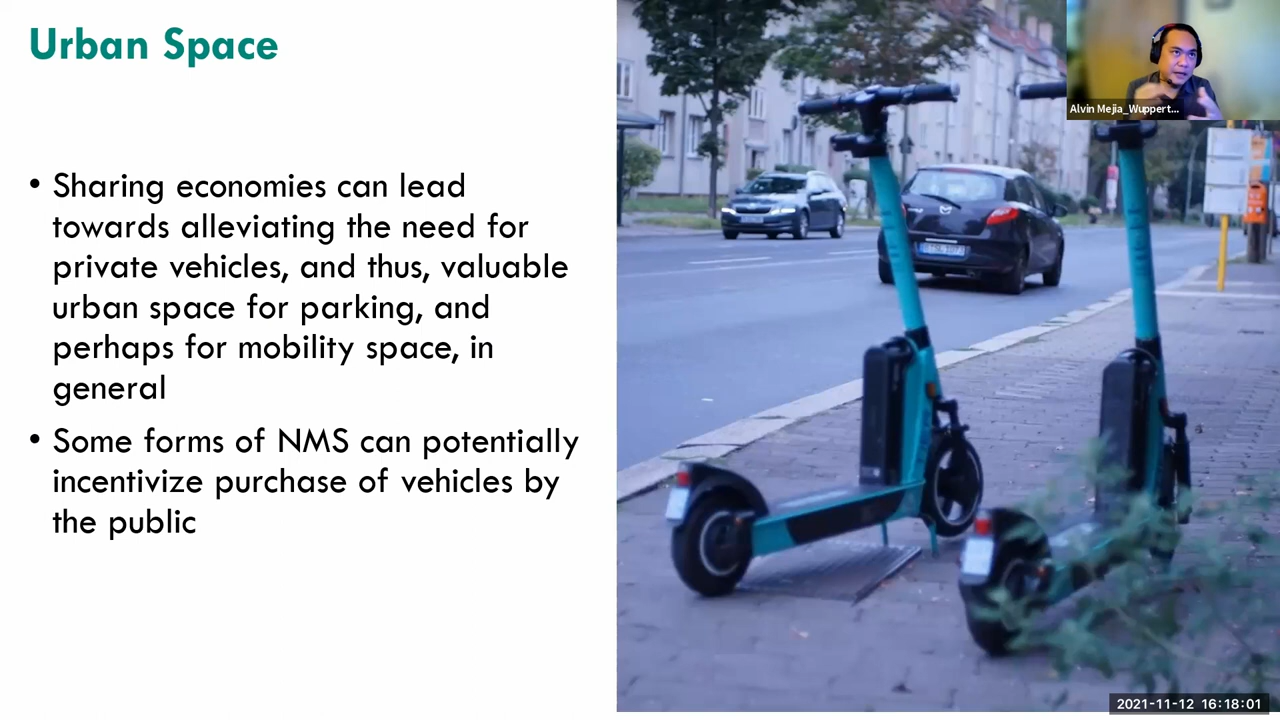 Urban Space
Alvin Mejia_Wuppert...
• Sharing economies can lead
towards alleviating the need for
private vehicles, and thus, valuable
urban space for parking, and
perhaps for mobility space, in
general
• Some forms of NMS can potentially
incentivize purchase of vehicles by
the public
2021-11-12 16:18:01